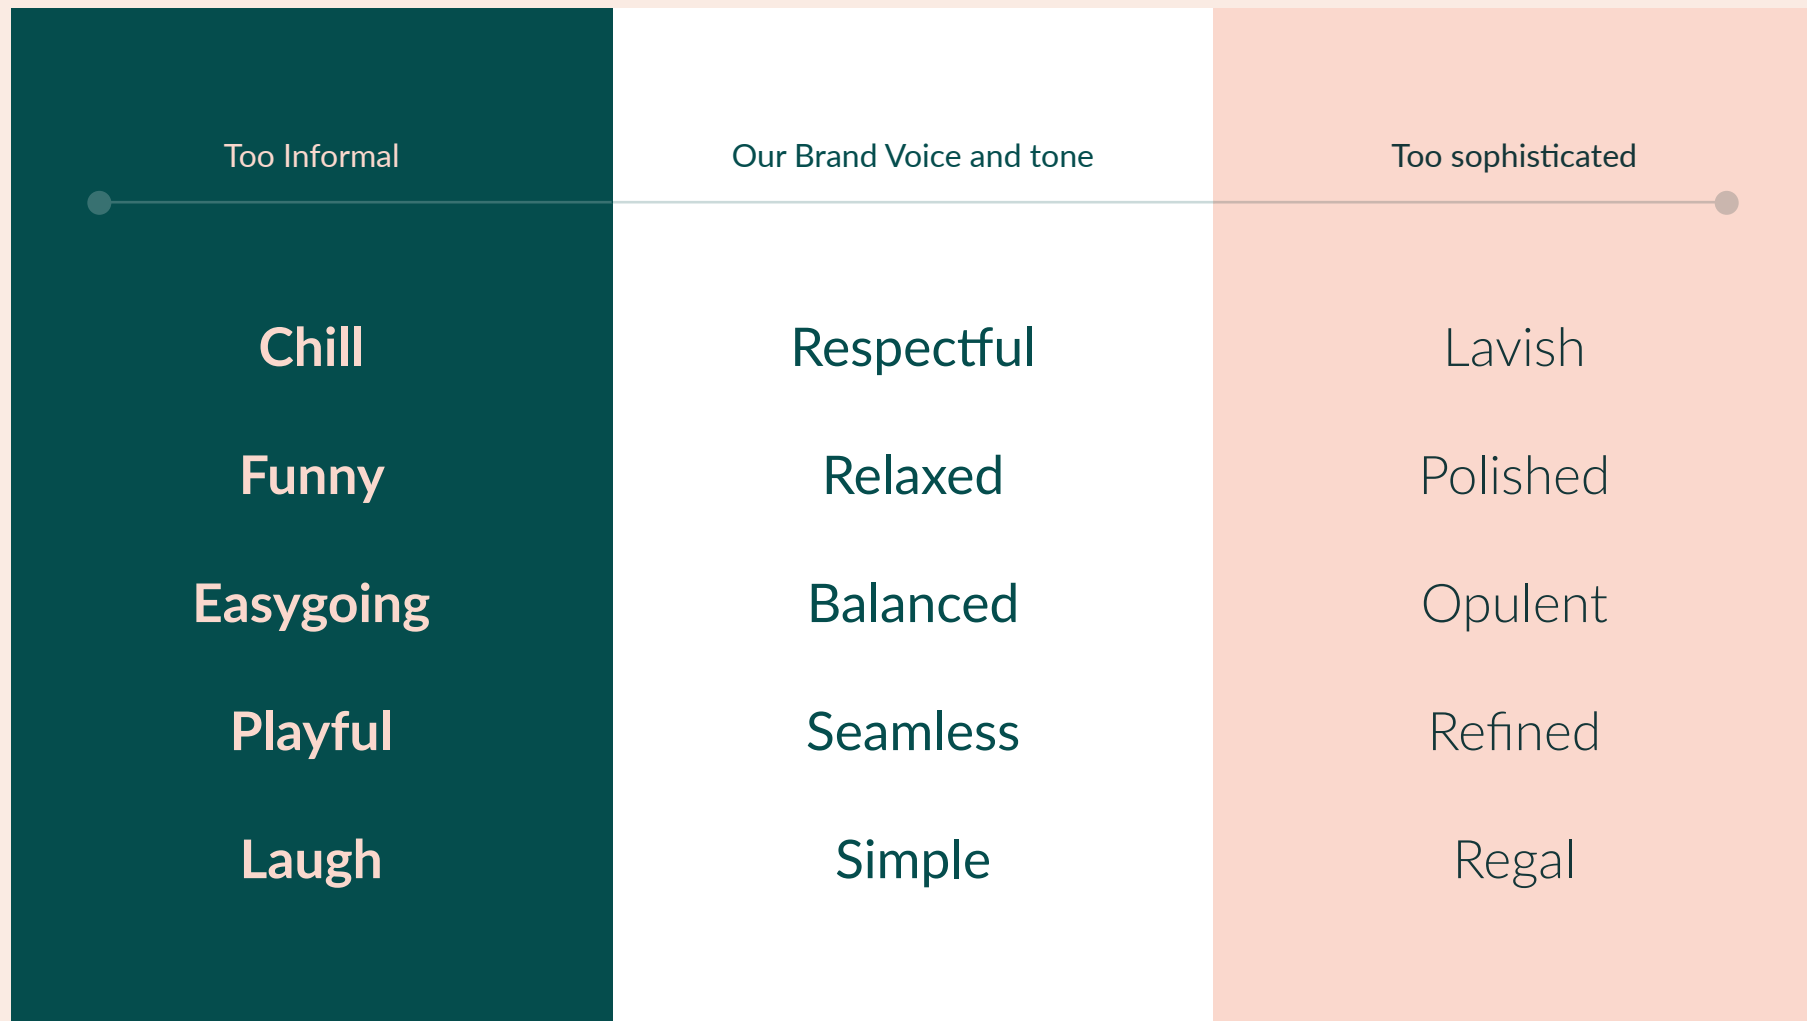 Too Informal
Our Brand Voice and tone
Too sophisticated
Chill
Respectful
Lavish
Funny
Relaxed
Polished
Easygoing
Balanced
Opulent
Playful
Seamless
Refined
Laugh
Simple
Regal